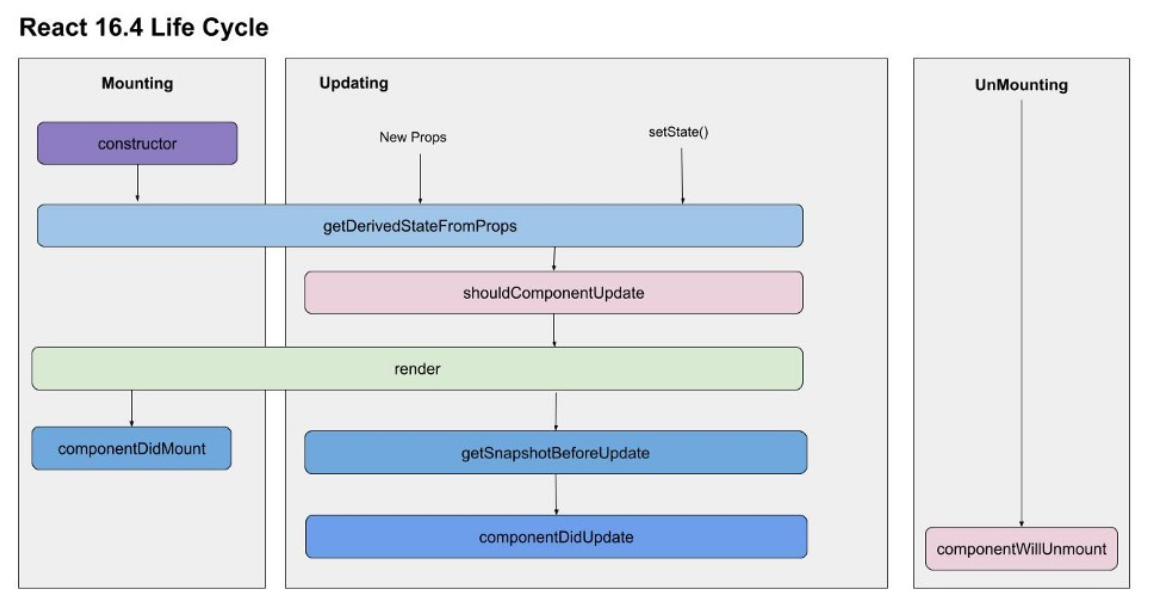 React 16.4 Life Cycle
Mounting
Updating
UnMounting
constructor
New Props
setState()
getDerivedStateFromProps
shouldComponentUpdate
render
componentDidMount
getSnapshotBeforeUpdate
componentDidUpdate
componentWillUnmount